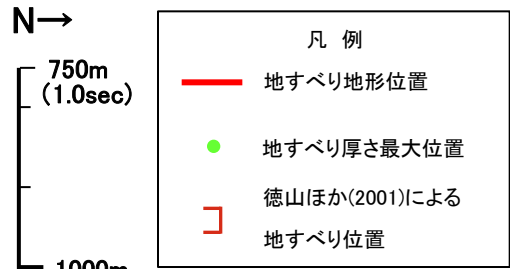 N→
750m
(1.0sec)
1000m
凡 例
地すべり地形位置
地すべり厚さ最大位置
徳山ほか(2001)による
地すべり位置